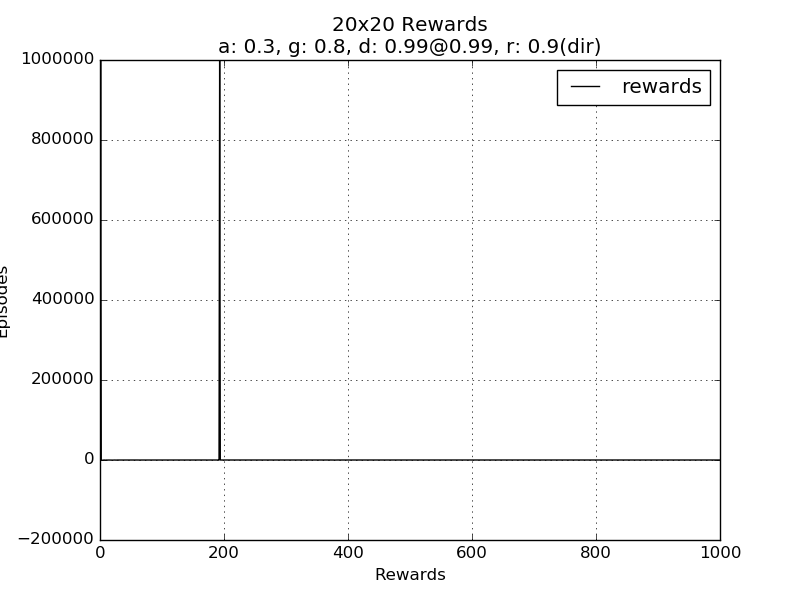 20x20 Rewards
a: 0.3, g: 0.8, d: 0.99@0.99, r: 0.9(dir)
rewards
1000000
800000
600000
400000
200000
0
−200000
Episodes
0 200 400 600 800 1000
Rewards